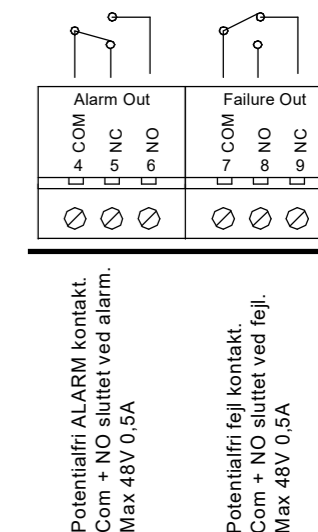 Alarm Out
Failure Out
COM
NC
NO
COM
NO
NC
4 5 6
7 8 9
Potentialfri ALARM kontakt.
Com + NO sluttet ved alarm.
Max 48V 0,5A
Potentialfri fejl kontakt.
Com + NO sluttet ved fejl.
Max 48V 0,5A